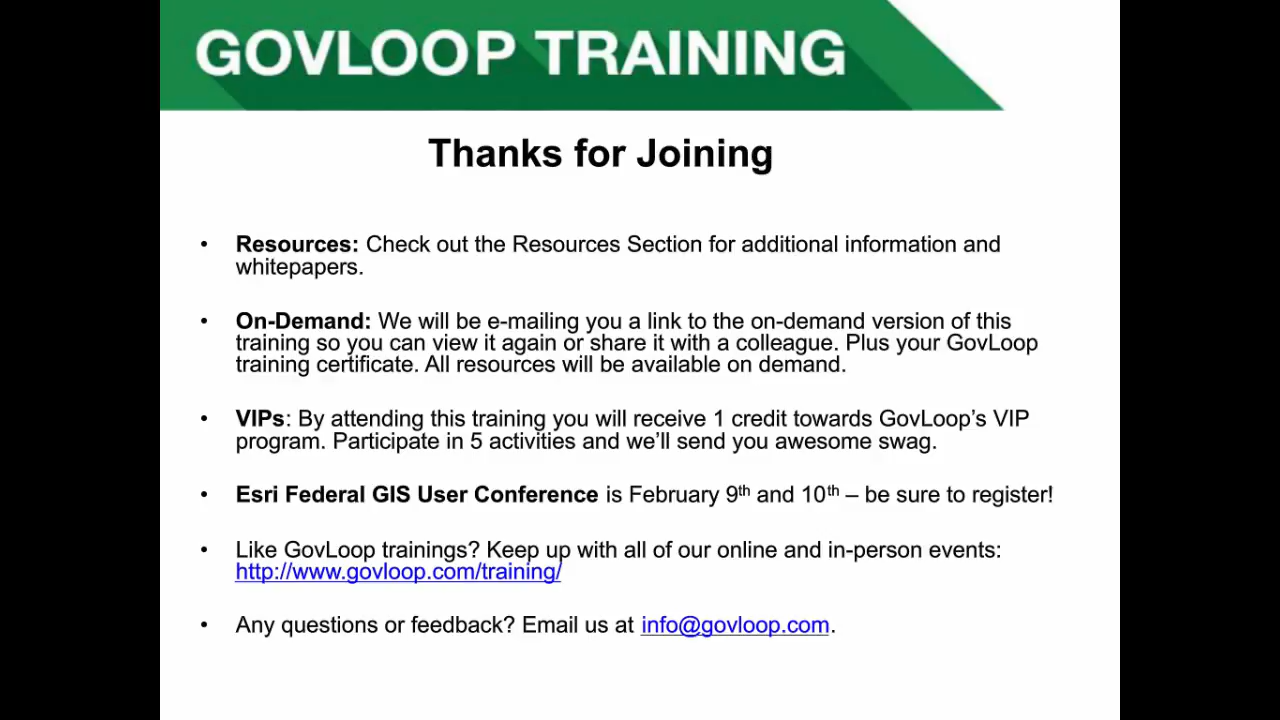 GOVLOOP TRAINING
Thanks for Joining
• Resources: Check out the Resources Section for additional information and
whitepapers.
• On-Demand: We will be e-mailing you a link to the on-demand version of this
training so you can view it again or share it with a colleague. Plus your GovLoop
training certificate. All resources will be available on demand.
• VIPs: By attending this training you will receive 1 credit towards GovLoop’s VIP
program. Participate in 5 activities and we’ll send you awesome swag.
• Esri Federal GIS User Conference is February 9th and 10th – be sure to register!
• Like GovLoop trainings? Keep up with all of our online and in-person events:
http://www.govloop.com/training/
• Any questions or feedback? Email us at info@govloop.com.